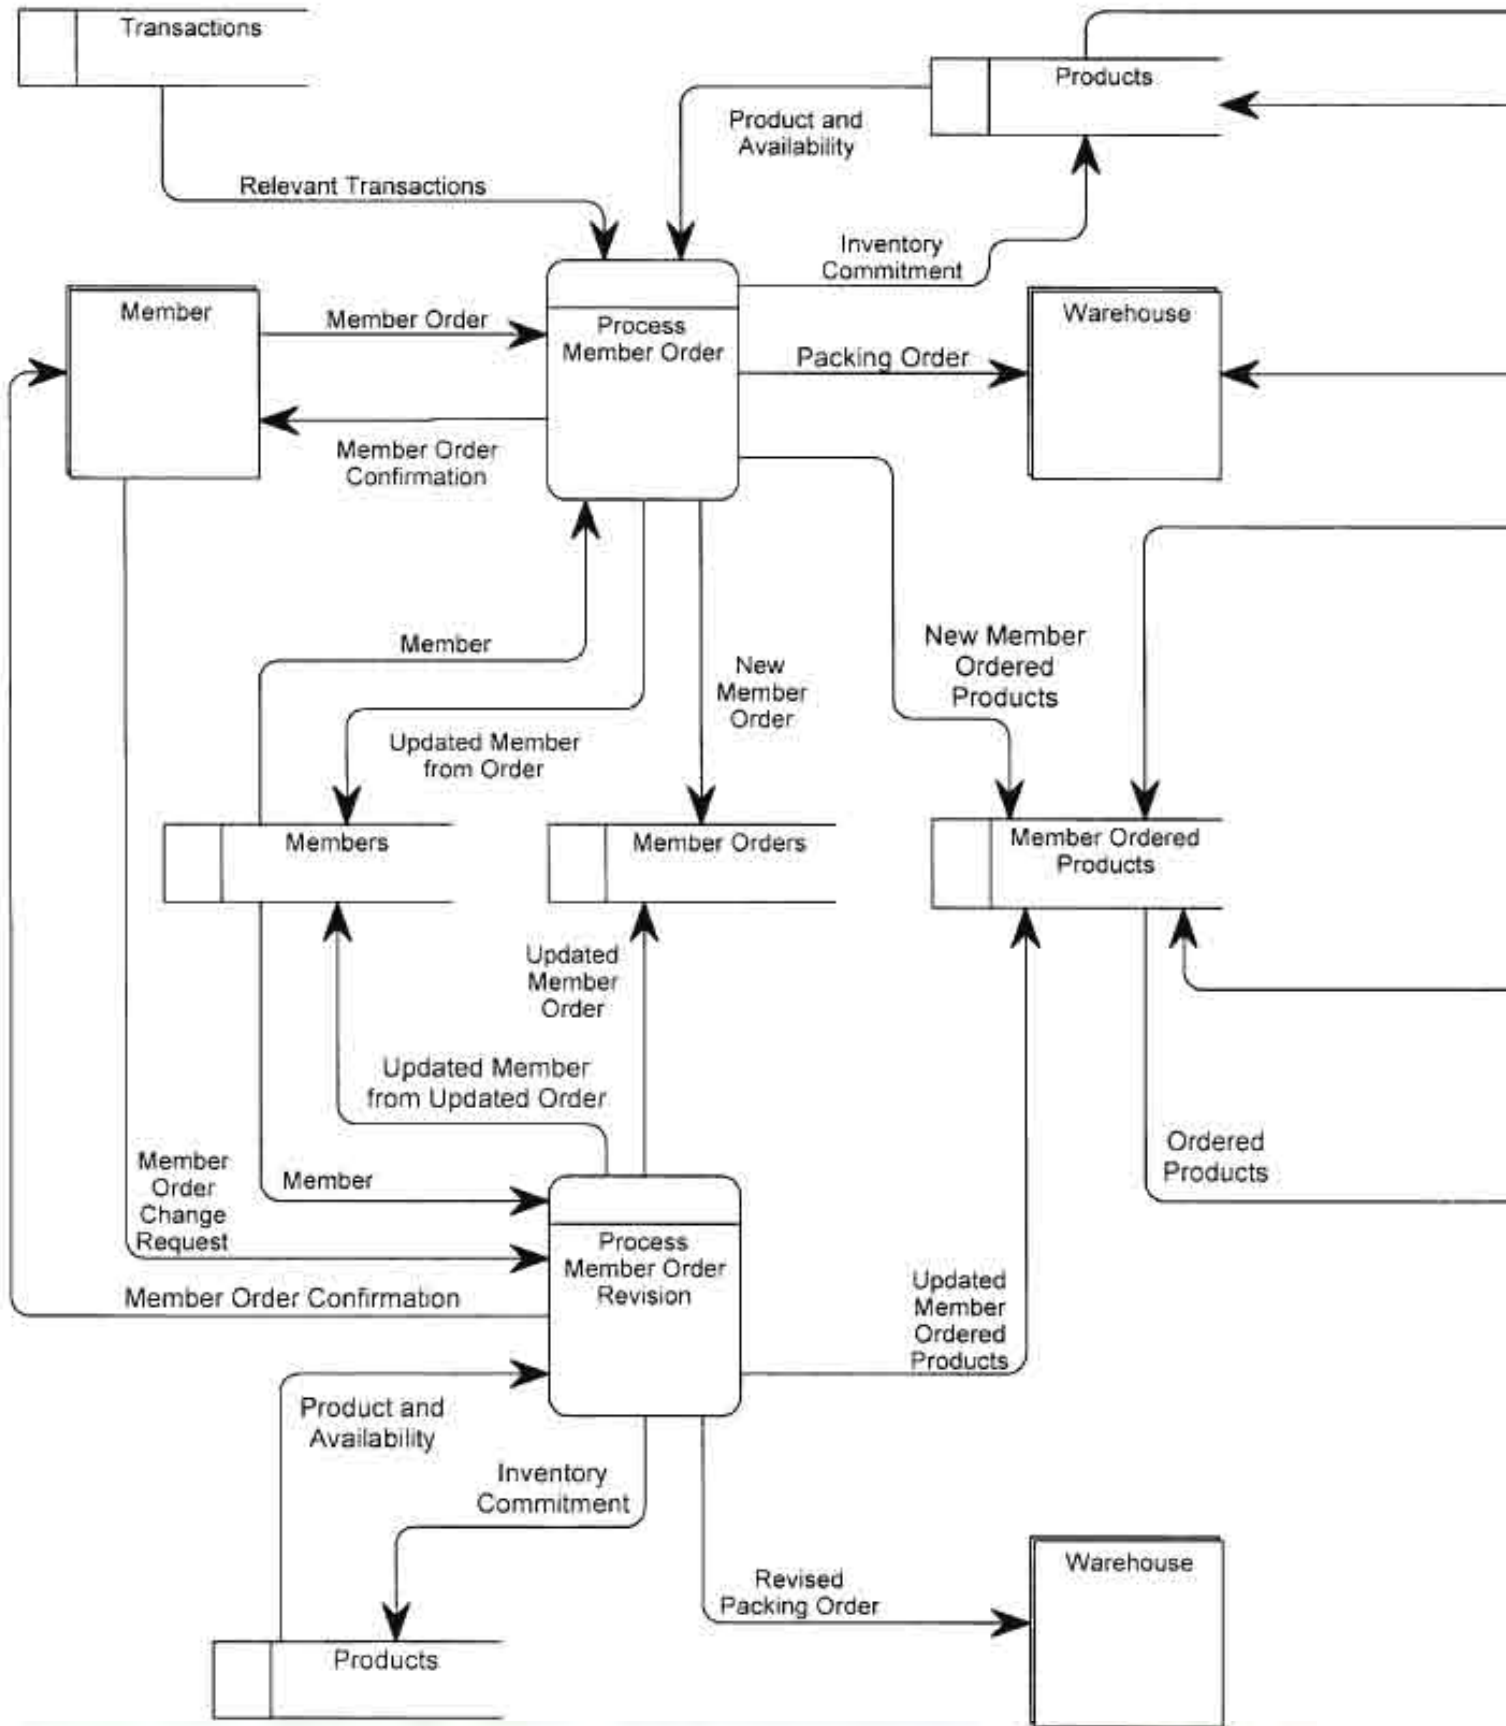 Transactions
Products
Product and
Availability
Relevant Transactions
Inventory
Commitment
Member
Member Order
Process
Member Order
Warehouse
Packing Order
Member Order
Confirmation
Member
New
Member
Order
New Member
Ordered
Products
Updated Member
from Order
Members
Member Orders
Member Ordered
Products
Updated
Member
Order
Updated Member
from Updated Order
Member
Order
Change
Request
Member
Ordered
Products
Process
Member Order
Revision
Member Order Confirmation
Updated
Member
Ordered
Products
Product and
Availability
Inventory
Commitment
Revised
Packing Order
Warehouse
Products